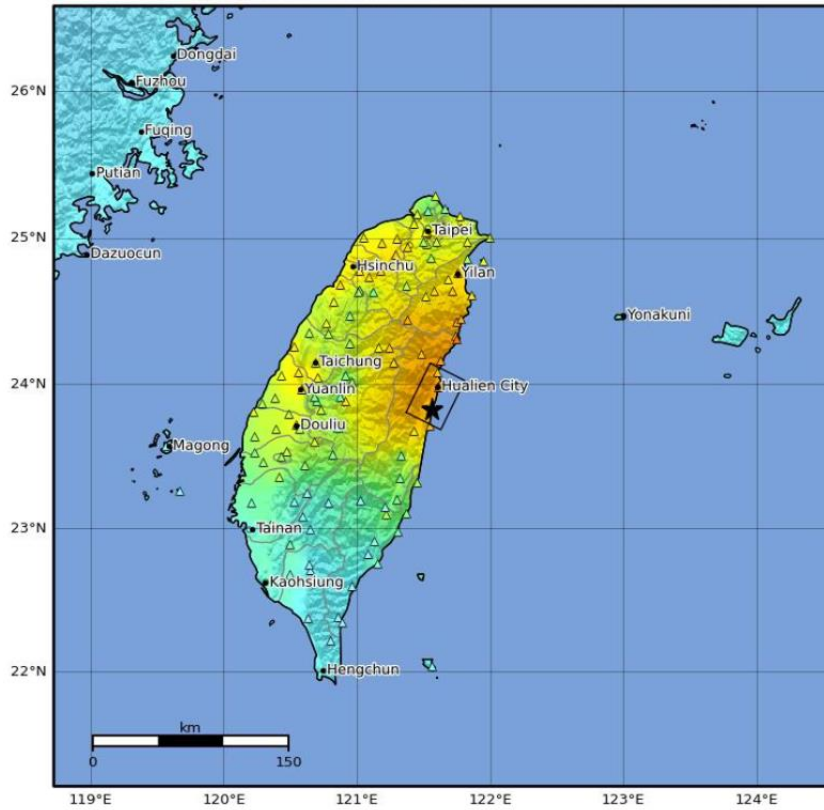 Dongdai
26°N
Fuzhou
Fuqing
Putian
25°N
Taipei
Dazuocun
Hsinchu
Yilan
Yonakuni
Taichung
24°N
Yuanlin
Hualien City
Douliu
Magong
23°N
Tainan
Kaohsiung
22°N
Hengchun
km
0 150
119°E 120°E 121°E 122°E 123°E 124°E